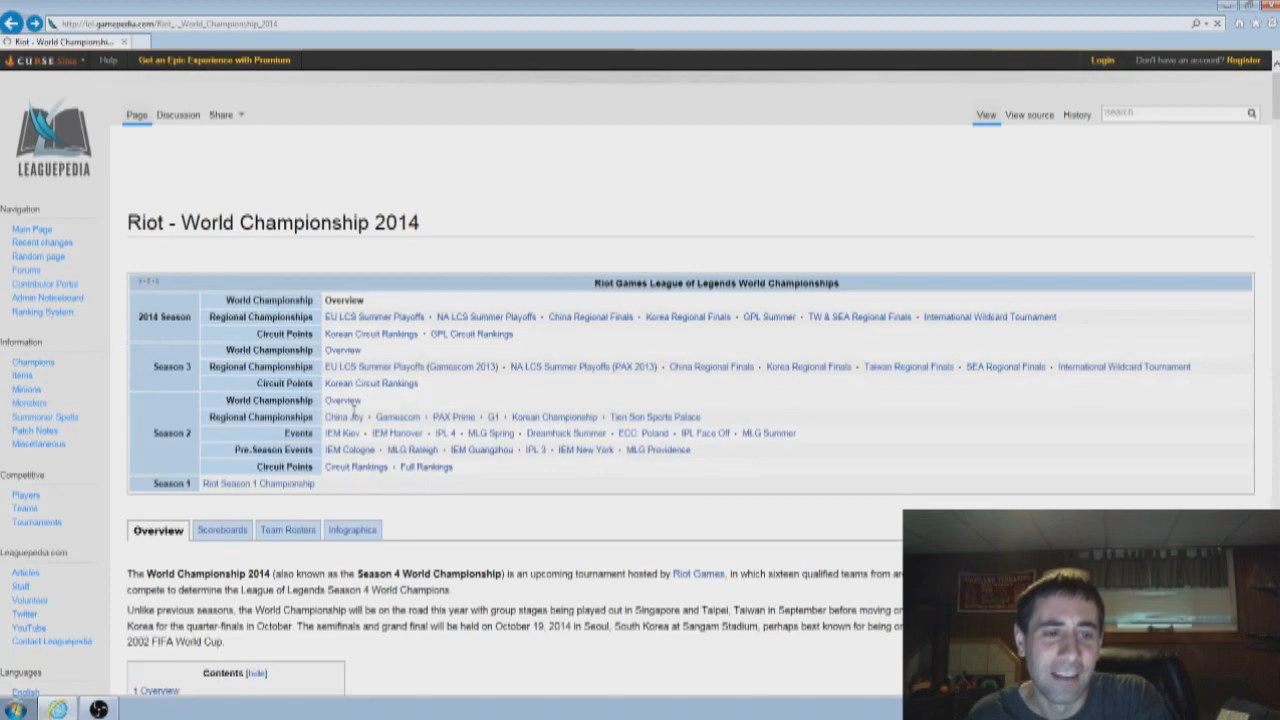 http://lol.gamepedia.com/Riot_-_World_Championship_2014
Riot - World Championshi...
CURSE Sites
Help
Get an Epic Experience with Premium
Login
Don't have an account? Register
LEAGUEPEDIA
Page
Discussion
Share
View
View source
History
Search
Riot - World Championship 2014
Navigation
Main Page
Recent changes
Random page
Forums
Contributor Portal
Admin Noticeboard
Ranking System
Information
Champions
Items
Minions
Monsters
Summoner Spells
Patch Notes
Miscellaneous
Competitive
Players
Teams
Tournaments
Leaguepedia.com
Articles
Staff
Volunteer
Twitter
YouTube
Contact Leaguepedia
Languages
English
Riot Games League of Legends World Championships
2014 Season
World Championship Overview
Regional Championships EU LCS Summer Playoffs • NA LCS Summer Playoffs • China Regional Finals • Korea Regional Finals • GPL Summer • TW & SEA Regional Finals • International Wildcard Tournament
Circuit Points Korean Circuit Rankings • GPL Circuit Rankings
Season 3
World Championship Overview
Regional Championships EU LCS Summer Playoffs (Gamescom 2013) • NA LCS Summer Playoffs (PAX 2013) • China Regional Finals • Korea Regional Finals • Taiwan Regional Finals • SEA Regional Finals • International Wildcard Tournament
Circuit Points Korean Circuit Rankings
Season 2
World Championship Overview
Regional Championships China Joy • Gamescom • PAX Prime • G1 • Korean Championship • Tien Son Sports Palace
Events IEM Kiev • IEM Hanover • IPL 4 • MLG Spring • Dreamhack Summer • ECC: Poland • IPL Face Off • MLG Summer
Pre-Season Events IEM Cologne • MLG Raleigh • IEM Guangzhou • IPL 3 • IEM New York • MLG Providence
Circuit Points Circuit Rankings • Full Rankings
Season 1 Riot Season 1 Championship
Overview
Scoreboards
Team Rosters
Infographics
The World Championship 2014 (also known as the Season 4 World Championship) is an upcoming tournament hosted by Riot Games, in which sixteen qualified teams from
compete to determine the League of Legends Season 4 World Champions.
Unlike previous seasons, the World Championship will be on the road this year with group stages being played out in Singapore and Taipei, Taiwan in September before moving
Korea for the quarter-finals in October. The semifinals and grand final will be held on October 19, 2014 in Seoul, South Korea at Sangam Stadium, perhaps best known for being
2002 FIFA World Cup.
Contents [hide]
1 Overview